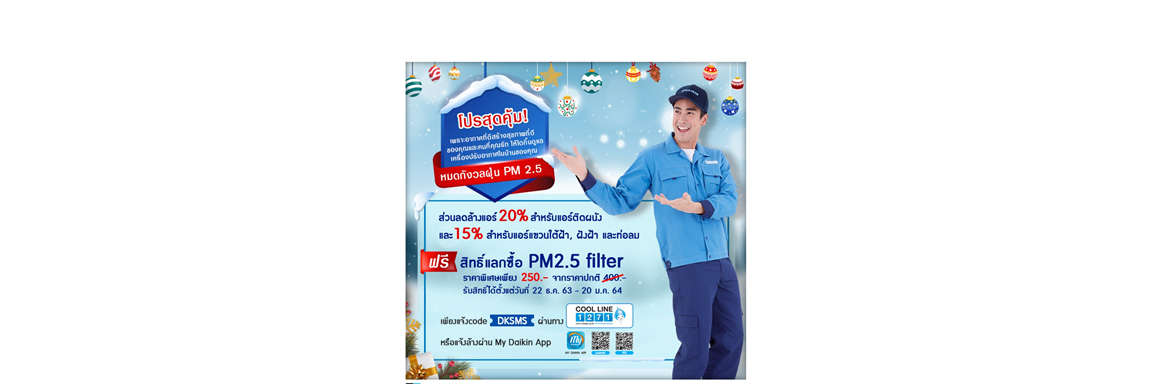 โปรสุดคุ้ม!
เพราะอากาศที่ดีสร้างสุขภาพที่ดี
ของคุณและคนที่คุณรัก ให้ไดกิ้นดูแล
เครื่องปรับอากาศในบ้านของคุณ
หมดกังวลฝุ่น PM 2.5
ส่วนลดล้างแอร์ 20% สำหรับแอร์ติดผนัง
และ 15% สำหรับแอร์แขวนใต้ฝ้า, ฝังฝ้า และท่อลม
ฟรี สิทธิ์แลกซื้อ PM2.5 filter
ราคาพิเศษเพียง 250.- จากราคาปกติ 400.-
รับสิทธิ์ได้ตั้งแต่วันที่ 22 ธ.ค. 63 - 20 ม.ค. 64
เพียงแจ้งcode DKSMS ผ่านทาง COOL LINE 1271
หรือแจ้งล้างผ่าน My Daikin App My
MY DAIKIN APP